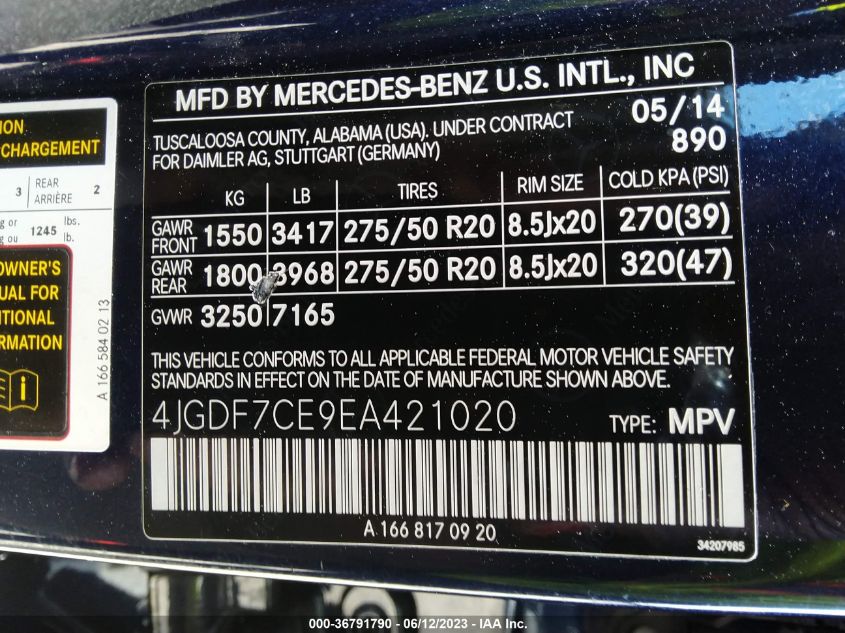 ION
CHARGEMENT
3 REAR ARRIÈRE 2
g or lbs.
ou 1245 lb.
OWNER'S
UAL FOR
ITIONAL
ORMATION
A 166 584 02 13
MFD BY MERCEDES-BENZ U.S. INTL., INC
05/14
TUSCALOOSA COUNTY, ALABAMA (USA). UNDER CONTRACT
890
FOR DAIMLER AG, STUTTGART (GERMANY)
KG LB TIRES RIM SIZE COLD KPA (PSI)
GAWR FRONT 1550 3417 275/50 R20 8.5Jx20 270(39)
GAWR REAR 1800 3968 275/50 R20 8.5Jx20 320(47)
GVWR 3250 7165
THIS VEHICLE CONFORMS TO ALL APPLICABLE FEDERAL MOTOR VEHICLE SAFETY
STANDARDS IN EFFECT ON THE DATE OF MANUFACTURE SHOWN ABOVE.
4JGDF7CE9EA421020 TYPE: MPV
A 166 817 09 20
34207985
000-36791790 - 06/12/2023 - IAA Inc.